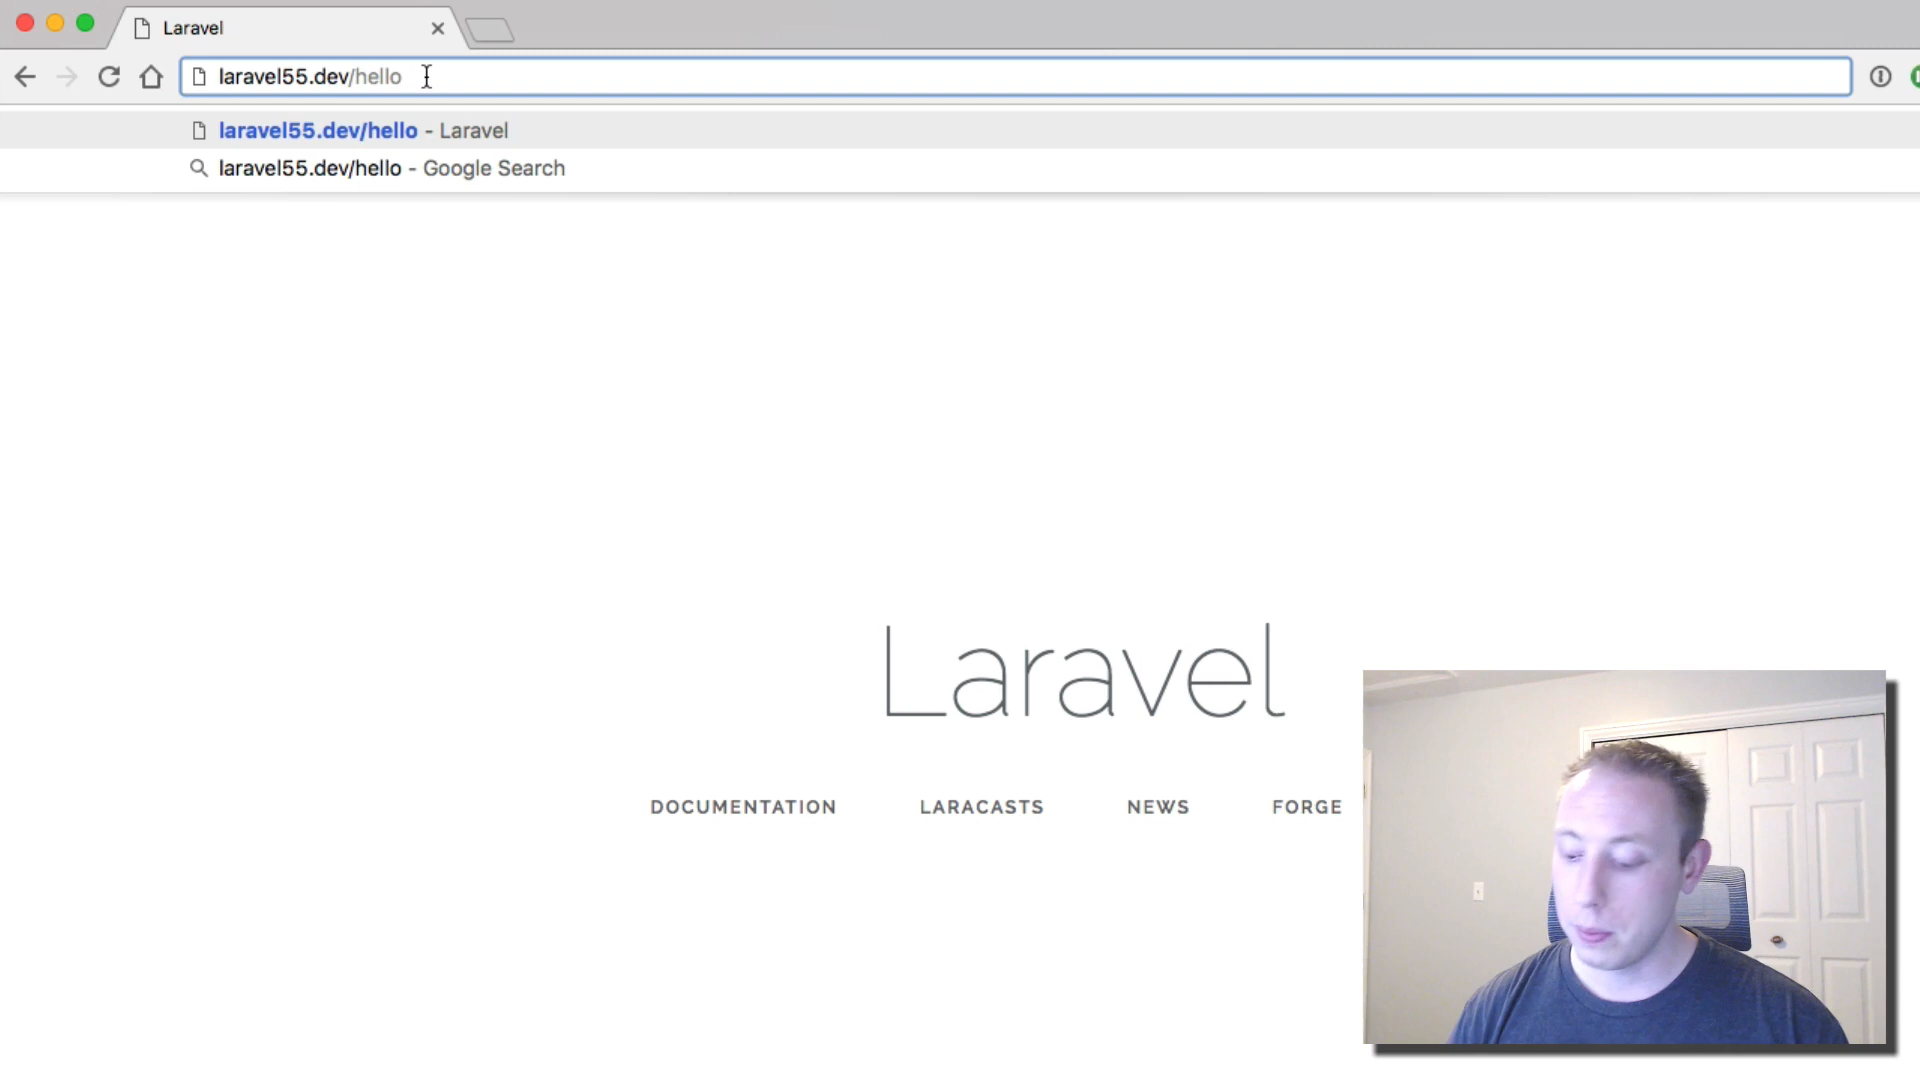 Laravel
laravel55.dev/hello
laravel55.dev/hello - Laravel
laravel55.dev/hello - Google Search
Laravel
DOCUMENTATION LARACASTS NEWS FORGE